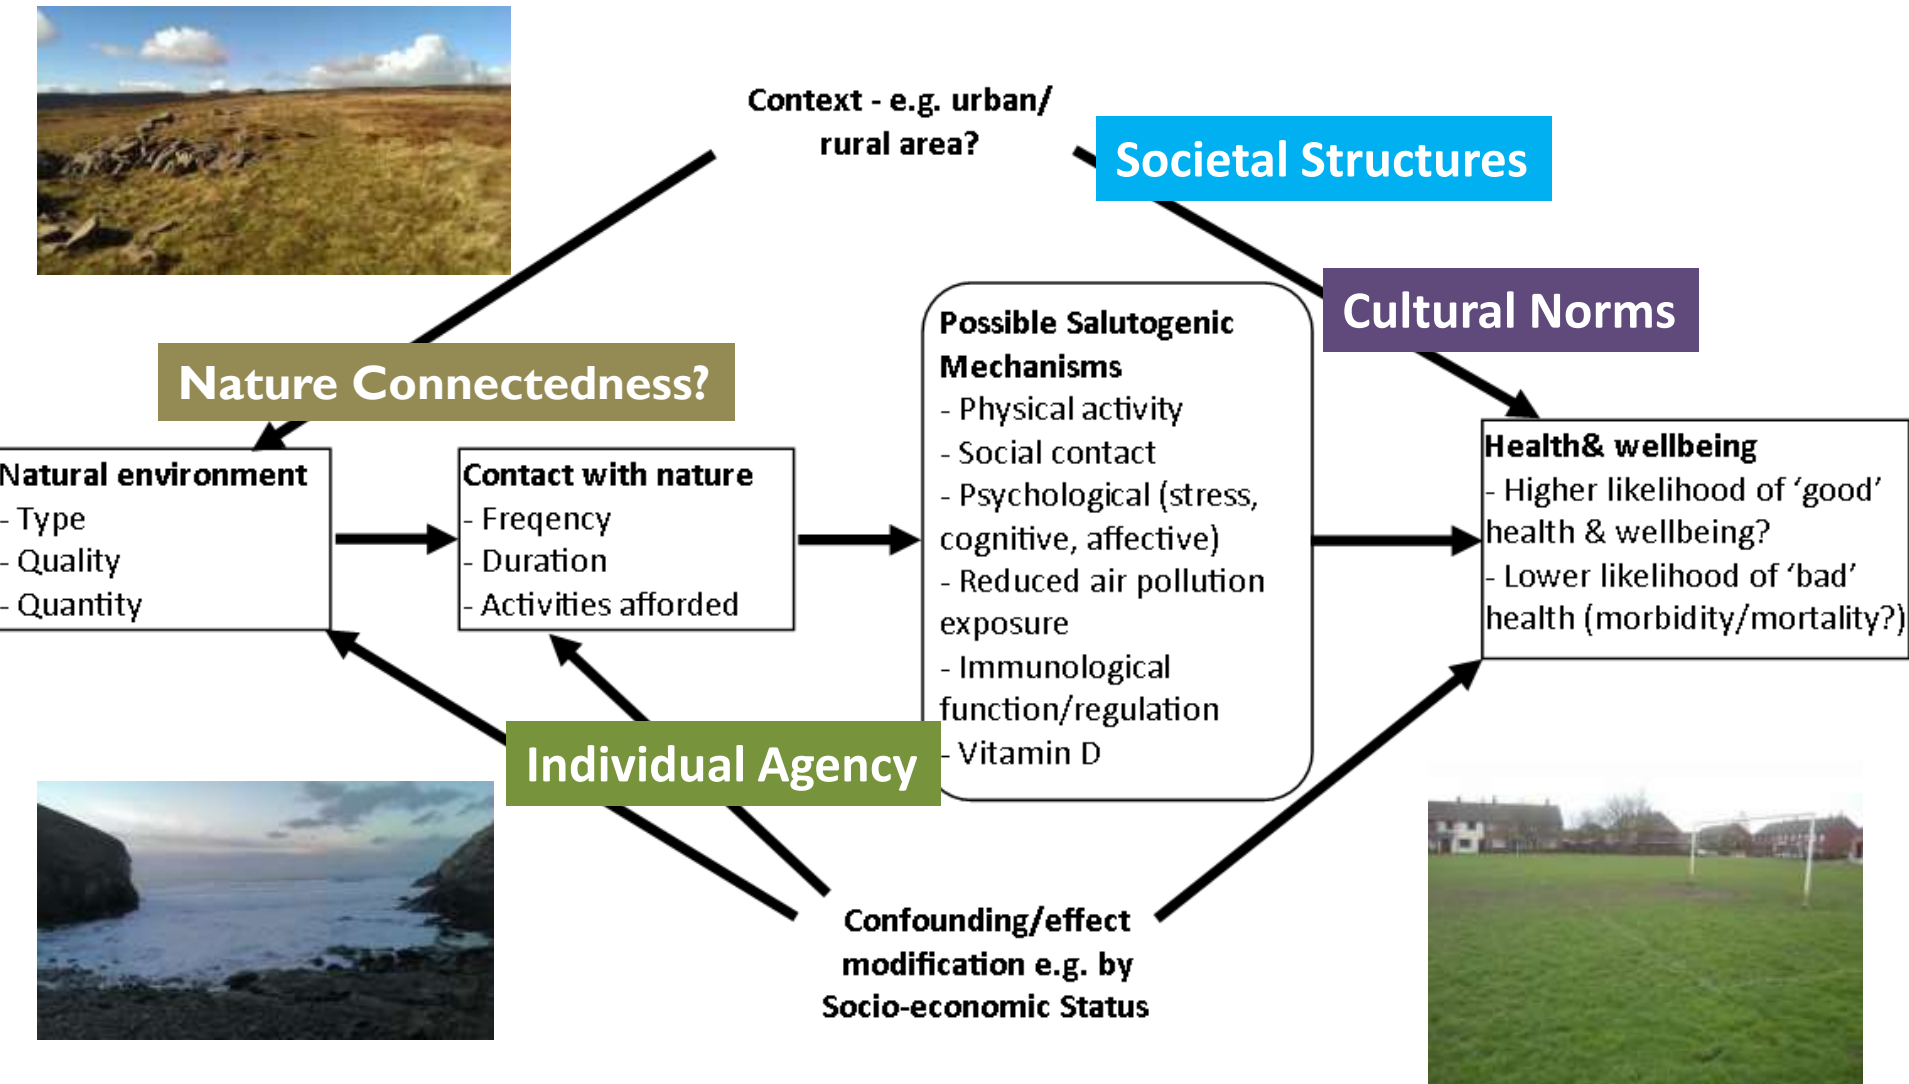 Context - e.g. urban/
rural area?
Societal Structures
Cultural Norms
Nature Connectedness?
Natural environment
- Type
- Quality
- Quantity
Contact with nature
- Freqency
- Duration
- Activities afforded
Possible Salutogenic
Mechanisms
- Physical activity
- Social contact
- Psychological (stress,
cognitive, affective)
- Reduced air pollution
exposure
- Immunological
function/regulation
- Vitamin D
Health& wellbeing
- Higher likelihood of ‘good’
health & wellbeing?
- Lower likelihood of ‘bad’
health (morbidity/mortality?)
Individual Agency
Confounding/effect
modification e.g. by
Socio-economic Status